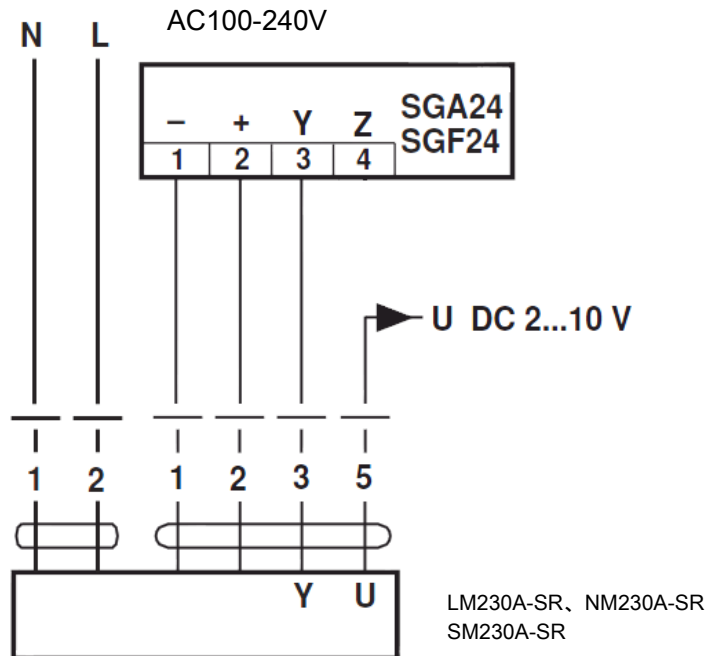 AC100-240V
N L
– + Y Z
SGA24
SGF24
1 2 3 4
U DC 2...10 V
1 2 1 2 3 5
Y U
LM230A-SR、NM230A-SR
SM230A-SR